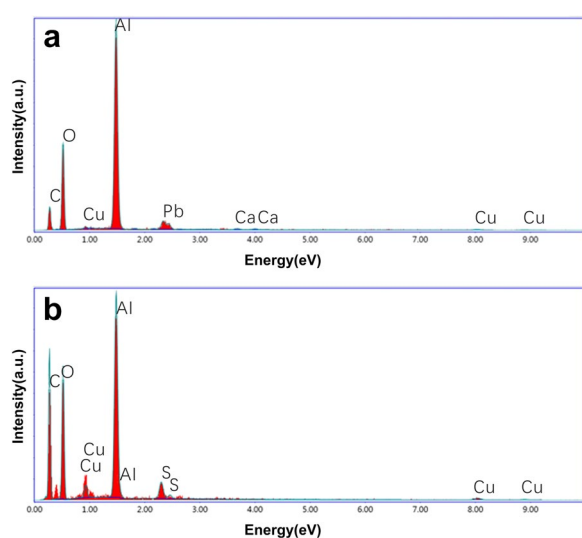 a
Al
O
C
Cu
Pb
Ca Ca
Cu
Cu
Intensity(a.u.)
0.00 1.00 2.00 3.00 4.00 5.00 6.00 7.00 8.00 9.00
Energy(eV)
b
Al
C O
Cu
Cu
Al
S
S
Cu
Cu
Intensity(a.u.)
0.00 1.00 2.00 3.00 4.00 5.00 6.00 7.00 8.00 9.00
Energy(eV)